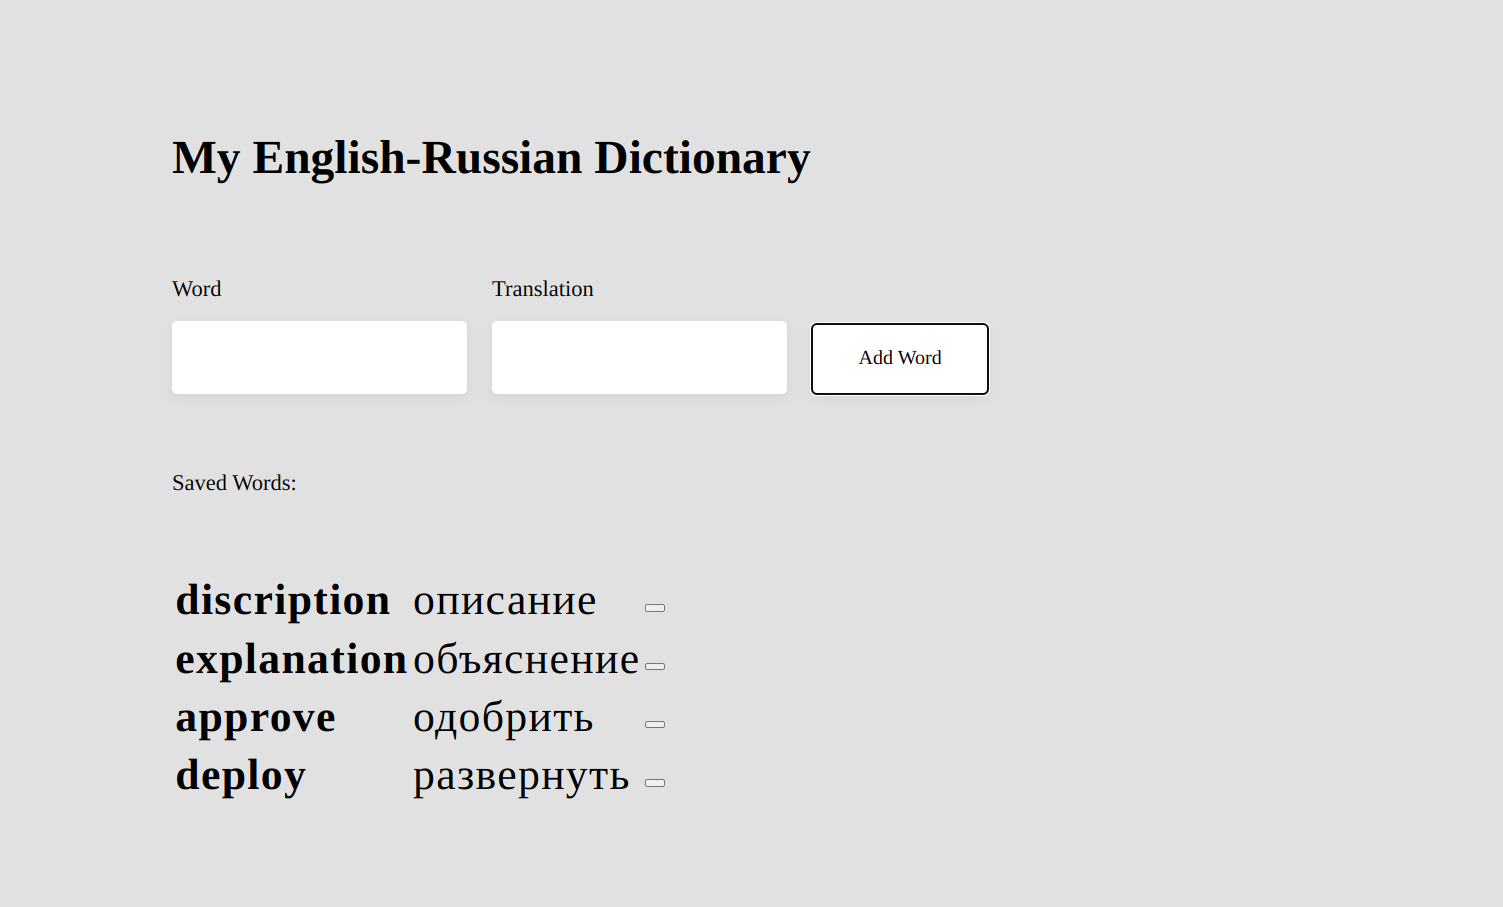 My English-Russian Dictionary
Word Translation
Add Word
Saved Words:
discription описание
explanation объяснение
approve одобрить
deploy развернуть